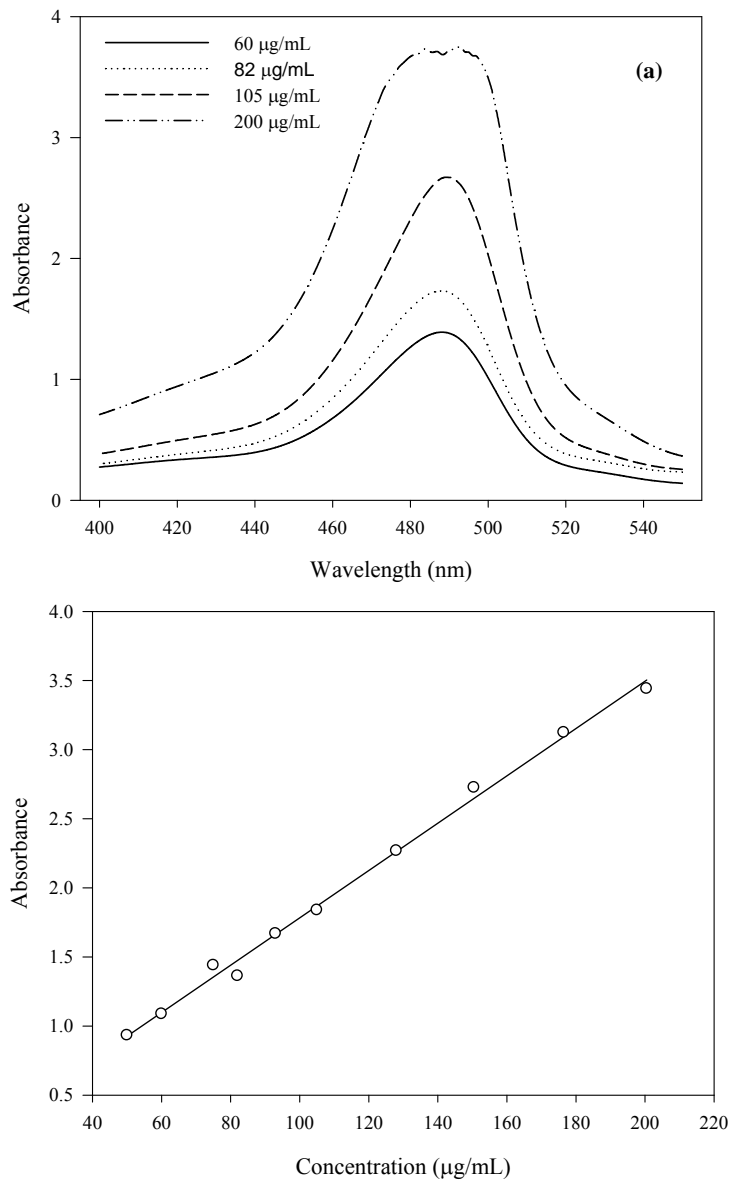 4
60 μg/mL
82 μg/mL
(a)
105 μg/mL
200 μg/mL
3
Absorbance
2
1
0
400 420 440 460 480 500 520 540
Wavelength (nm)
4.0
3.5
3.0
2.5
Absorbance
2.0
1.5
1.0
0.5
40 60 80 100 120 140 160 180 200 220
Concentration (μg/mL)